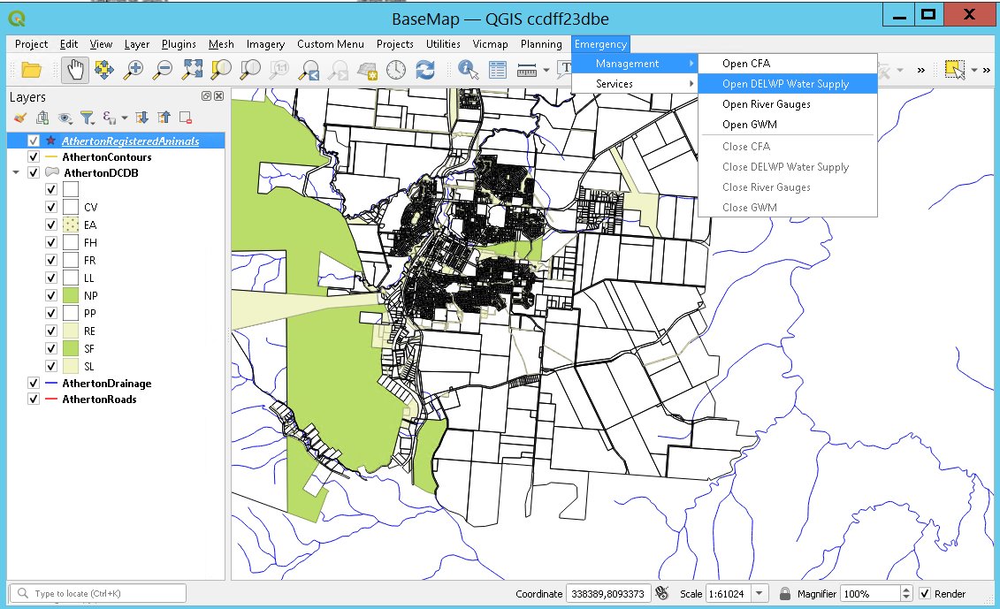 BaseMap — QGIS ccdff23dbe
Project Edit View Layer Plugins Mesh Imagery Custom Menu Projects Utilities Vicmap Planning Emergency
1:1
T
Management
Services
Open CFA
Open DELWP Water Supply
Open River Gauges
Open GWM
Close CFA
Close DELWP Water Supply
Close River Gauges
Close GWM
Layers
AthertonRegisteredAnimals
AthertonContours
AthertonDCDB
CV
EA
FH
FR
LL
NP
PP
RE
SF
SL
AthertonDrainage
AthertonRoads
Type to locate (Ctrl+K)
Coordinate 338389,8093373 Scale 1:61024 Magnifier 100% Render